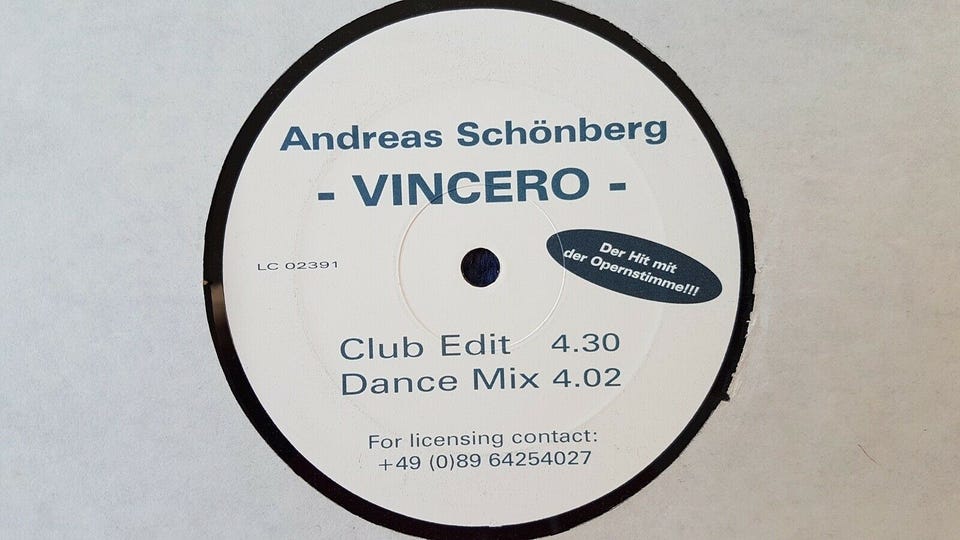 Andreas Schönberg
- VINCERO -
Der Hit mit
der Opernstimme!!!
LC 02391
Club Edit 4.30
Dance Mix 4.02
For licensing contact:
+49 (0)89 64254027